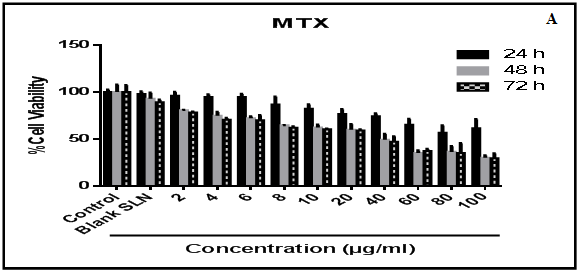 MTX
A
150
100
50
0
%Cell Viability
24 h
48 h
72 h
Control
Blank SLN
2
4
6
8
10
20
40
60
80
100
Concentration (µg/ml)